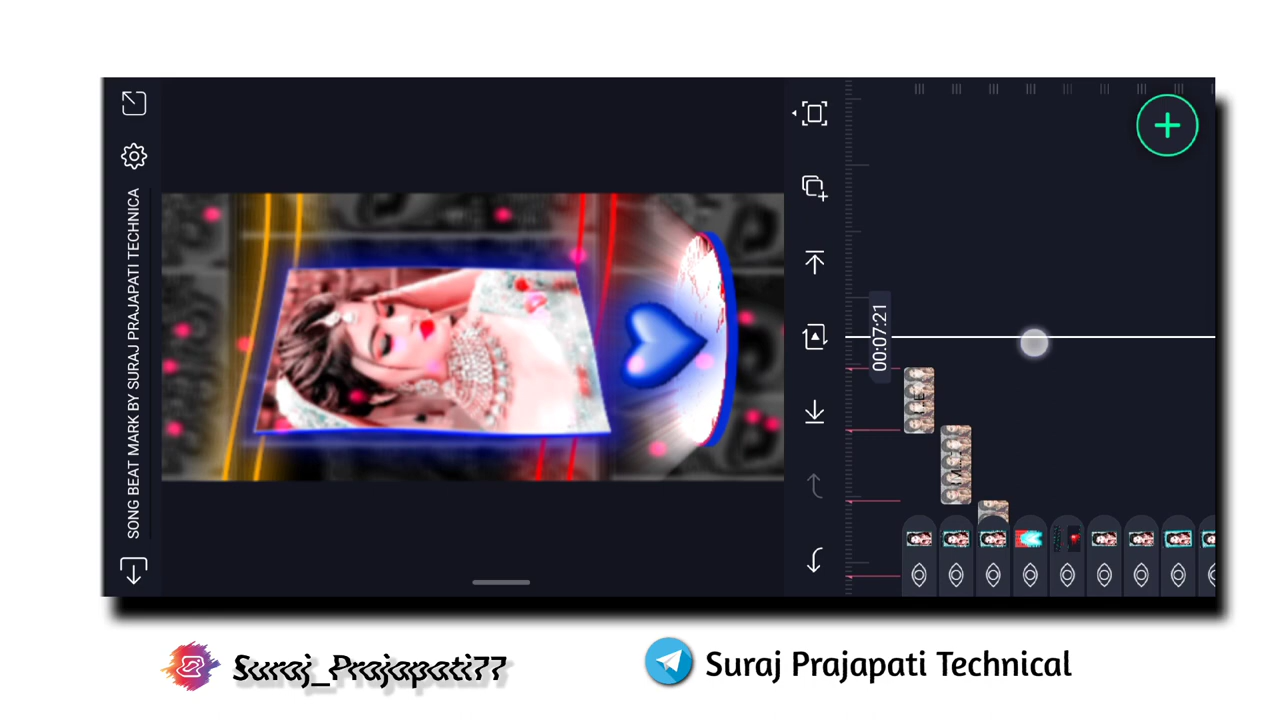 SONG BEAT MARK BY SURAJ PRAJAPATI TECHNICA
00:07:21
Suraj_Prajapati77
Suraj Prajapati Technical